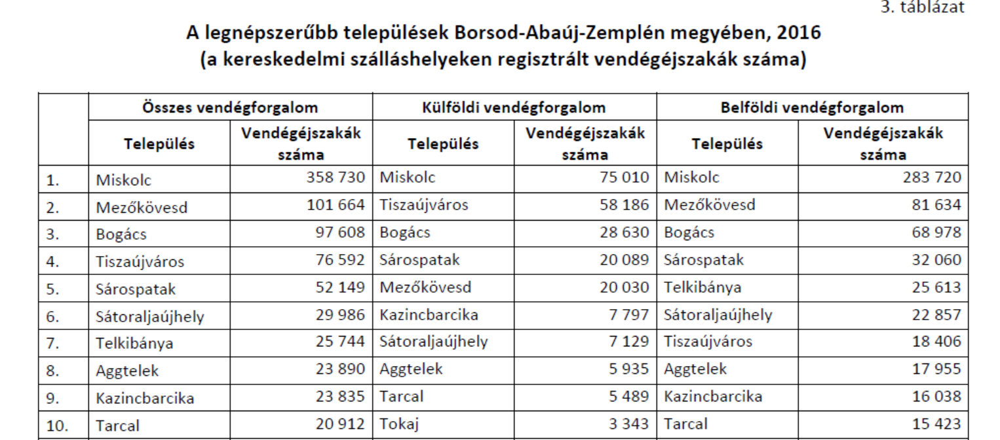 3. táblázat
A legnépszerűbb települések Borsod-Abaúj-Zemplén megyében, 2016
(a kereskedelmi szálláshelyeken regisztrált vendégéjszakák száma)
Összes vendégforgalom Külföldi vendégforgalom Belföldi vendégforgalom
Település Vendégéjszakák száma Település Vendégéjszakák száma Település Vendégéjszakák száma
1. Miskolc 358 730 Miskolc 75 010 Miskolc 283 720
2. Mezőkövesd 101 664 Tiszaújváros 58 186 Mezőkövesd 81 634
3. Bogács 97 608 Bogács 28 630 Bogács 68 978
4. Tiszaújváros 76 592 Sárospatak 20 089 Sárospatak 32 060
5. Sárospatak 52 149 Mezőkövesd 20 030 Telkibánya 25 613
6. Sátoraljaújhely 29 986 Kazincbarcika 7 797 Sátoraljaújhely 22 857
7. Telkibánya 25 744 Sátoraljaújhely 7 129 Tiszaújváros 18 406
8. Aggtelek 23 890 Aggtelek 5 935 Aggtelek 17 955
9. Kazincbarcika 23 835 Tarcal 5 489 Kazincbarcika 16 038
10. Tarcal 20 912 Tokaj 3 343 Tarcal 15 423